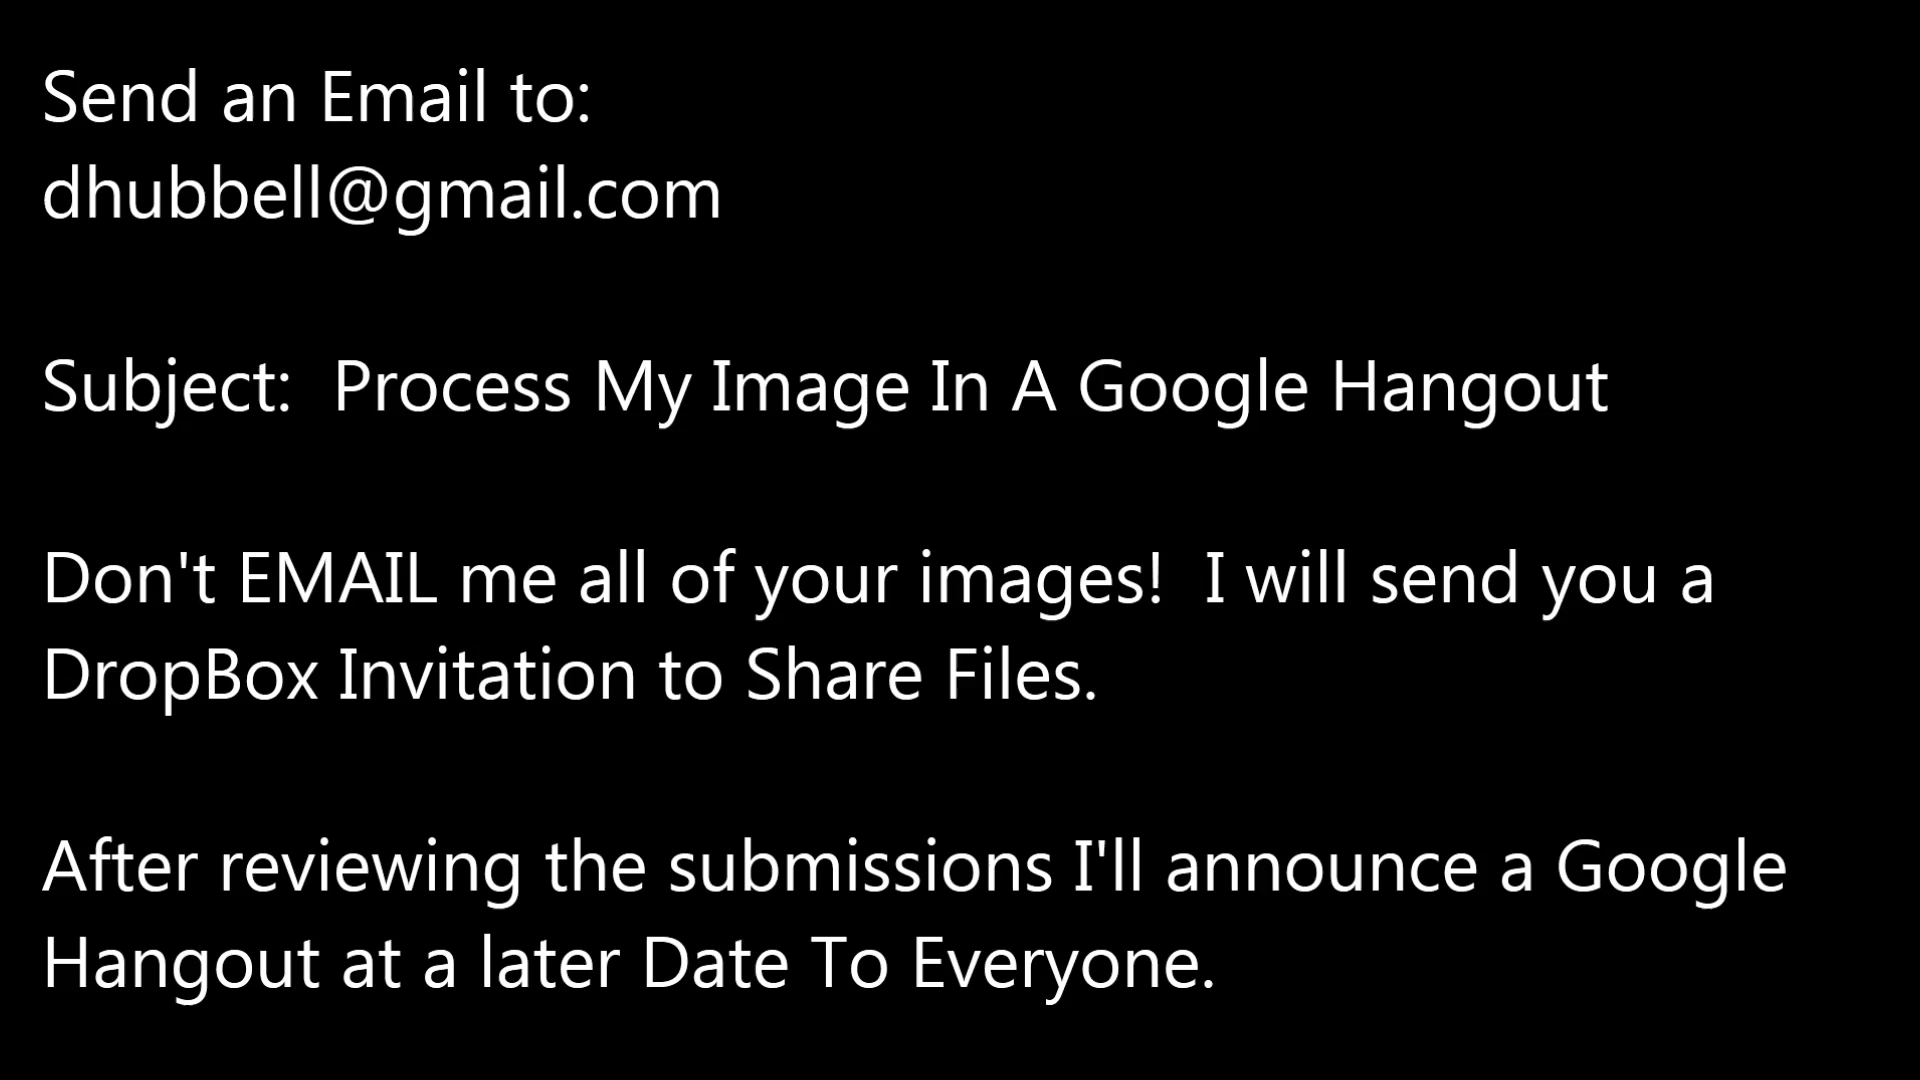 Send an Email to:
dhubbell@gmail.com
Subject:  Process My Image In A Google Hangout
Don't EMAIL me all of your images!  I will send you a
DropBox Invitation to Share Files.
After reviewing the submissions I'll announce a Google
Hangout at a later Date To Everyone.